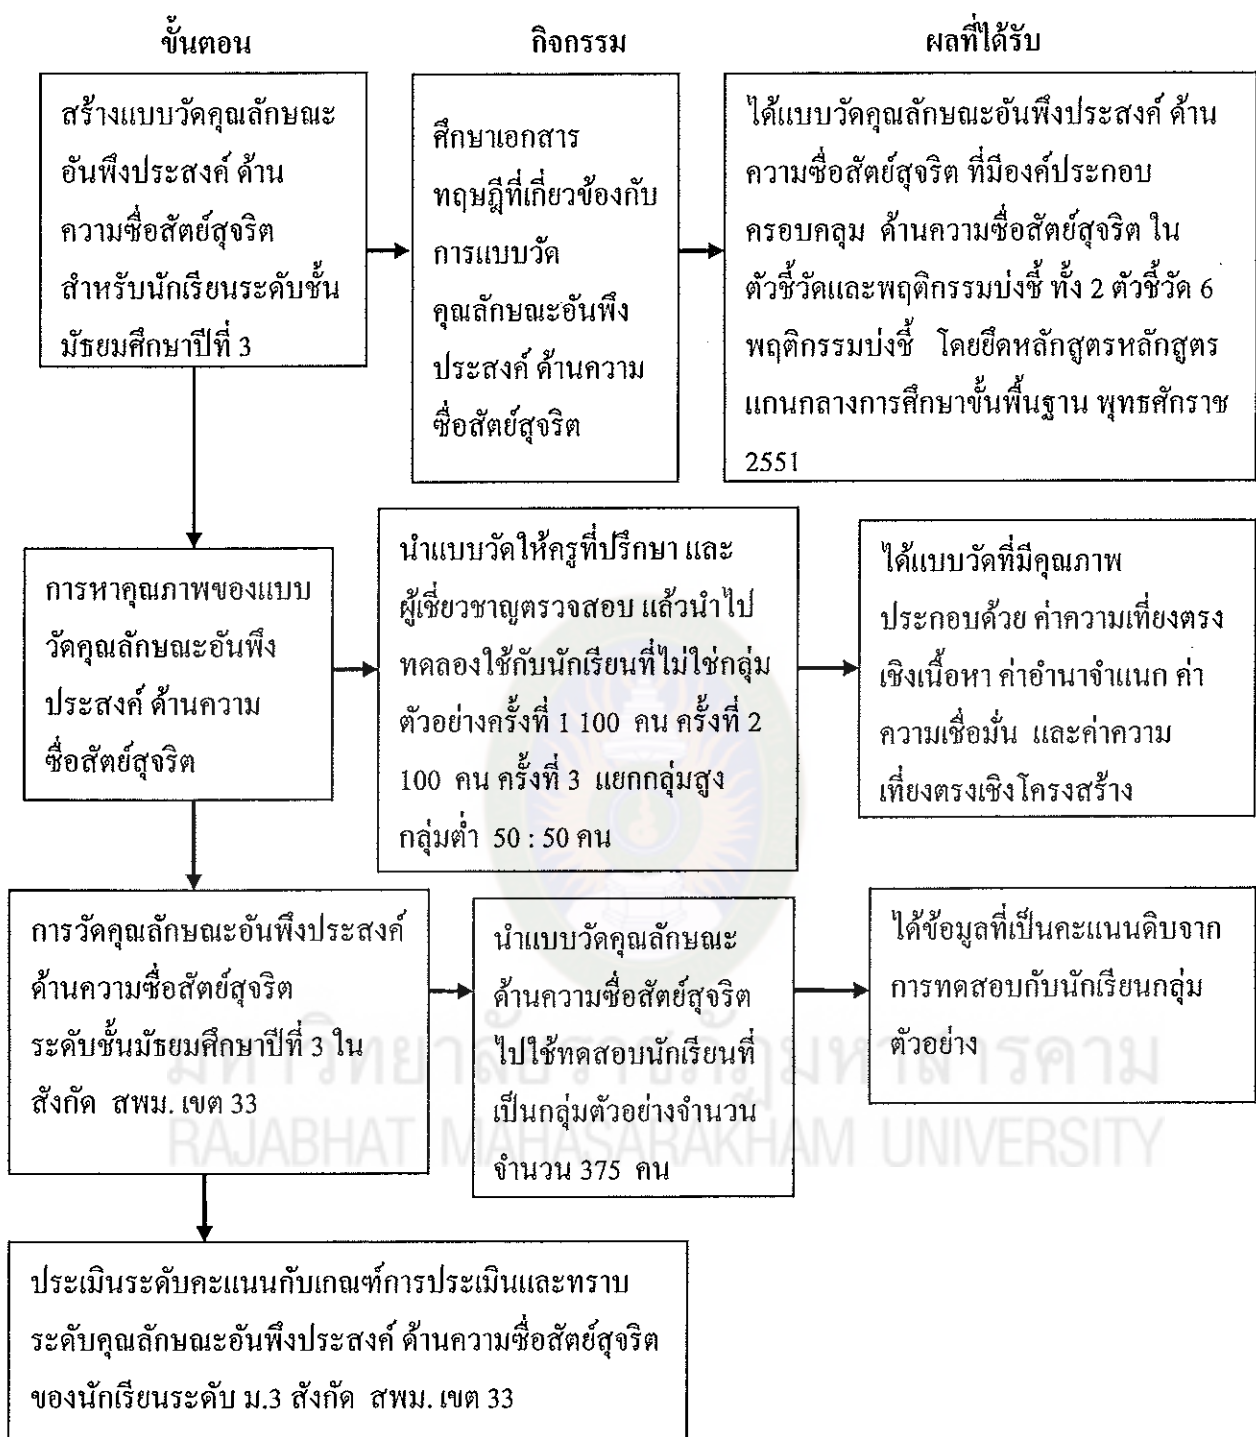 ขั้นตอน
กิจกรรม
ผลที่ได้รับ
สร้างแบบวัดคุณลักษณะ
อันพึงประสงค์ ด้าน
ความซื่อสัตย์สุจริต
สำหรับนักเรียนระดับชั้น
มัธยมศึกษาปีที่ 3
ศึกษาเอกสาร
ทฤษฎีที่เกี่ยวข้องกับ
การแบบวัด
คุณลักษณะอันพึง
ประสงค์ ด้านความ
ซื่อสัตย์สุจริต
ได้แบบวัดคุณลักษณะอันพึงประสงค์ ด้าน
ความซื่อสัตย์สุจริต ที่มีองค์ประกอบ
ครอบคลุม ด้านความซื่อสัตย์สุจริต ใน
ตัวชี้วัดและพฤติกรรมบ่งชี้ ทั้ง 2 ตัวชี้วัด 6
พฤติกรรมบ่งชี้ โดยยึดหลักสูตรหลักสูตร
แกนกลางการศึกษาขั้นพื้นฐาน พุทธศักราช
2551
การหาคุณภาพของแบบ
วัดคุณลักษณะอันพึง
ประสงค์ ด้านความ
ซื่อสัตย์สุจริต
นำแบบวัดให้ครูที่ปรึกษา และ
ผู้เชี่ยวชาญตรวจสอบ แล้วนำไป
ทดลองใช้กับนักเรียนที่ไม่ใช่กลุ่ม
ตัวอย่างครั้งที่ 1 100 คน ครั้งที่ 2
100 คน ครั้งที่ 3 แยกกลุ่มสูง
กลุ่มต่ำ 50 : 50 คน
ได้แบบวัดที่มีคุณภาพ
ประกอบด้วย ค่าความเที่ยงตรง
เชิงเนื้อหา ค่าอำนาจำแนก ค่า
ความเชื่อมั่น และค่าความ
เที่ยงตรงเชิงโครงสร้าง
การวัดคุณลักษณะอันพึงประสงค์
ด้านความซื่อสัตย์สุจริต
ระดับชั้นมัธยมศึกษาปีที่ 3 ใน
สังกัด สพม. เขต 33
นำแบบวัดคุณลักษณะ
ด้านความซื่อสัตย์สุจริต
ไปใช้ทดสอบนักเรียนที่
เป็นกลุ่มตัวอย่างจำนวน
จำนวน 375 คน
ได้ข้อมูลที่เป็นคะแนนดิบจาก
การทดสอบกับนักเรียนกลุ่ม
ตัวอย่าง
มหาวิทยาลัยราชภัฏมหาสารคาม
RAJABHAT MAHASARAKHAM UNIVERSITY
ประเมินระดับคะแนนกับเกณฑ์การประเมินและทราบ
ระดับคุณลักษณะอันพึงประสงค์ ด้านความซื่อสัตย์สุจริต
ของนักเรียนระดับ ม.3 สังกัด สพม. เขต 33